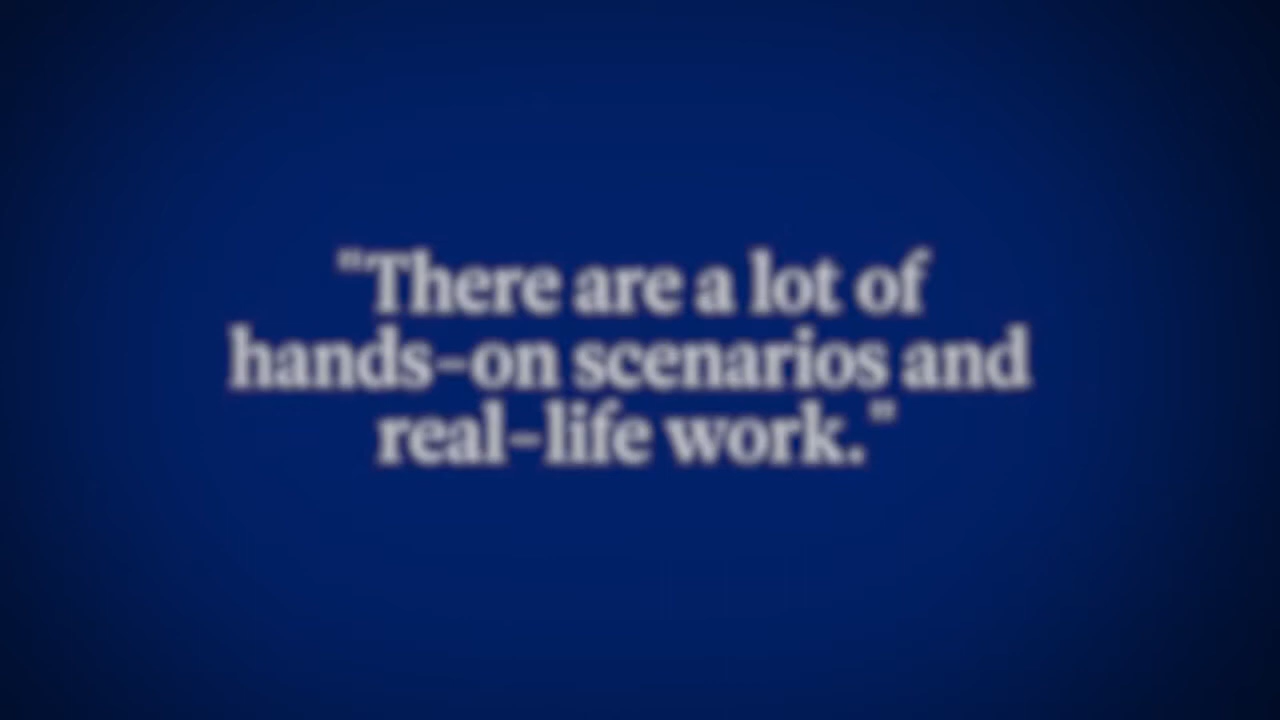 "There are a lot of
hands-on scenarios and
real-life work."